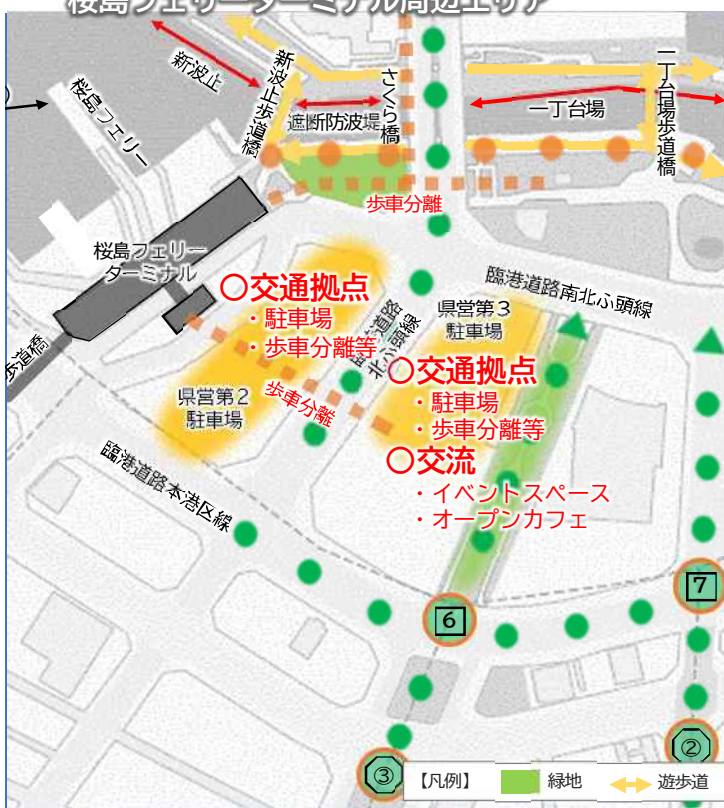 桜島フェリーターミナル周辺エリア
新波止
新波止歩道橋
さくら橋
遮断防波堤
一丁台場
一丁台場歩道橋
桜島フェリー
歩車分離
桜島フェリー
ターミナル
臨港道路南北ふ頭線
〇交通拠点
・駐車場
・歩車分離等
臨港道路
北ふ頭線
県営第3
駐車場
〇交通拠点
・駐車場
・歩車分離等
歩道橋
県営第2
駐車場
歩車分離
〇交流
・イベントスペース
・オープンカフェ
臨港道路本港区線
7
6
②
③
【凡例】
緑地
遊歩道